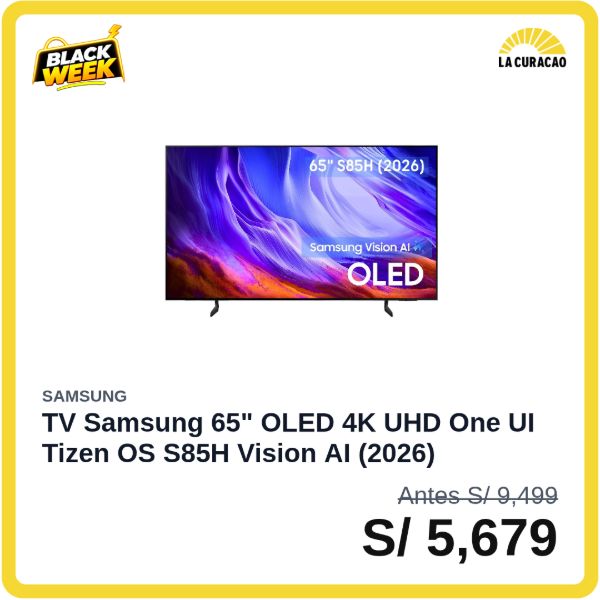 BLACK
WEEK
LA CURACAO
65" S85H (2026)
Samsung Vision AI
OLED
SAMSUNG
TV Samsung 65" OLED 4K UHD One UI
Tizen OS S85H Vision AI (2026)
Antes S/ 9,499
S/ 5,679